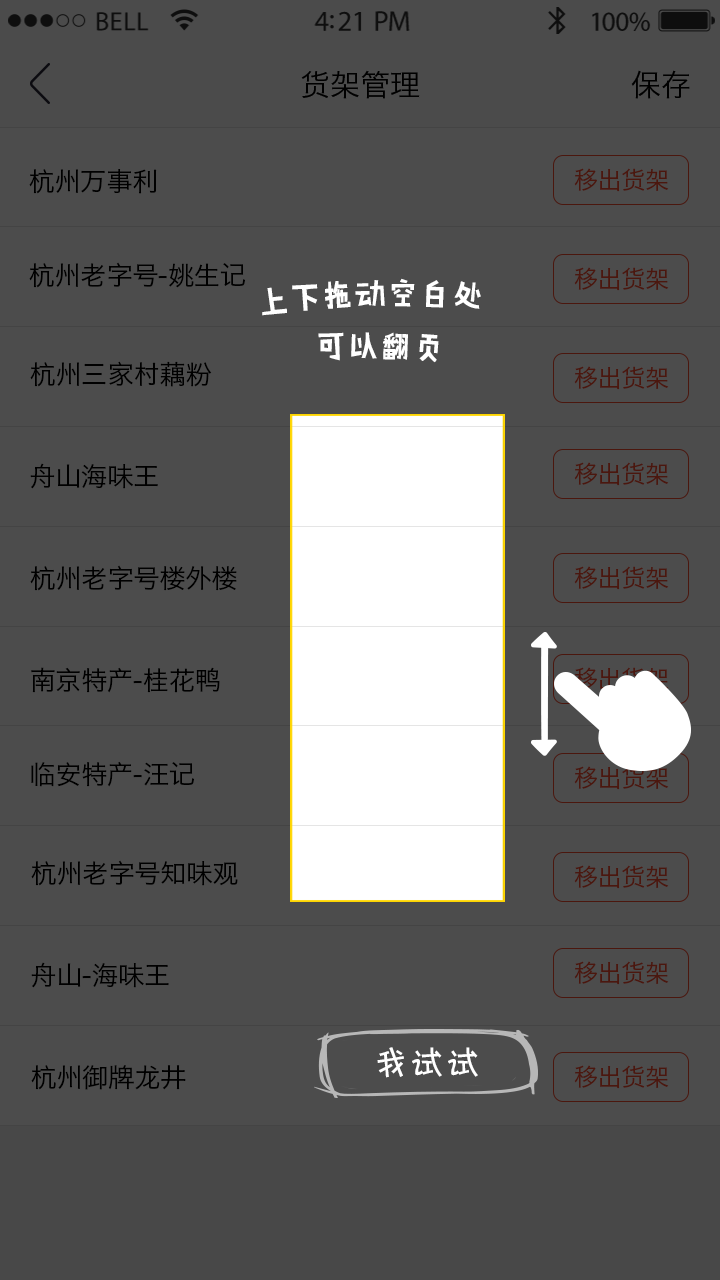 BELL 4:21 PM 100%
货架管理 保存
杭州万事利 移出货架
杭州老字号-姚生记 移出货架
上下拖动空白处
可以翻页
杭州三家村藕粉 移出货架
舟山海味王 移出货架
杭州老字号楼外楼 移出货架
南京特产-桂花鸭 移出货架
临安特产-汪记 移出货架
杭州老字号知味观 移出货架
舟山-海味王 移出货架
我试试
杭州御牌龙井 移出货架